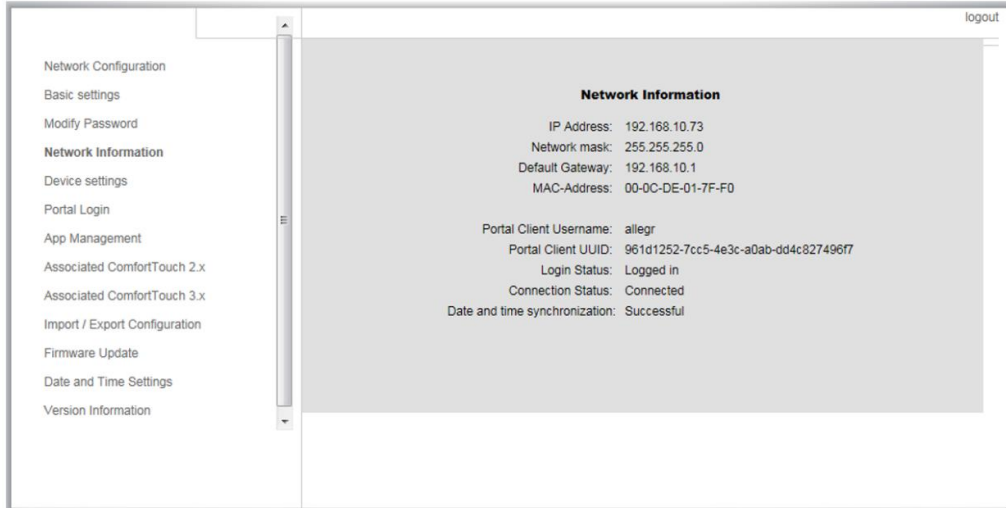 logout
Network Configuration
Basic settings
Modify Password
Network Information
Device settings
Portal Login
App Management
Associated ComfortTouch 2.x
Associated ComfortTouch 3.x
Import / Export Configuration
Firmware Update
Date and Time Settings
Version Information
Network Information
IP Address: 192.168.10.73
Network mask: 255.255.255.0
Default Gateway: 192.168.10.1
MAC-Address: 00-0C-DE-01-7F-F0
Portal Client Username: allegr
Portal Client UUID: 961d1252-7cc5-4e3c-a0ab-dd4c827496f7
Login Status: Logged in
Connection Status: Connected
Date and time synchronization: Successful